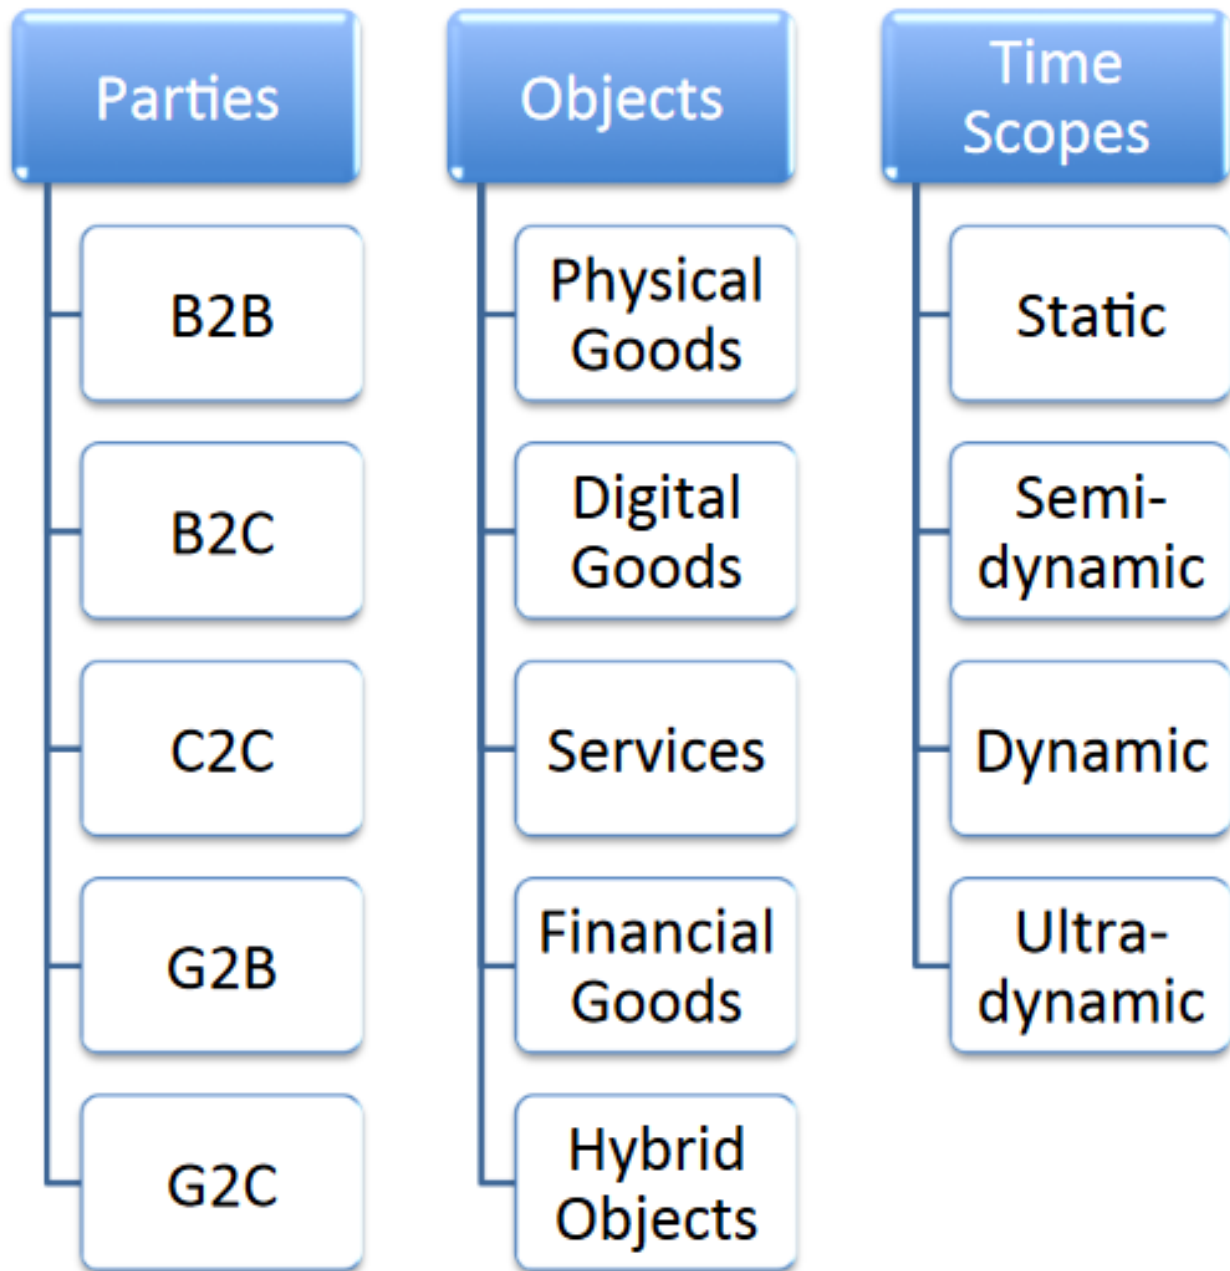 Parties
B2B
B2C
C2C
G2B
G2C
Objects
Physical
Goods
Digital
Goods
Services
Financial
Goods
Hybrid
Objects
Time
Scopes
Static
Semi-
dynamic
Dynamic
Ultra-
dynamic